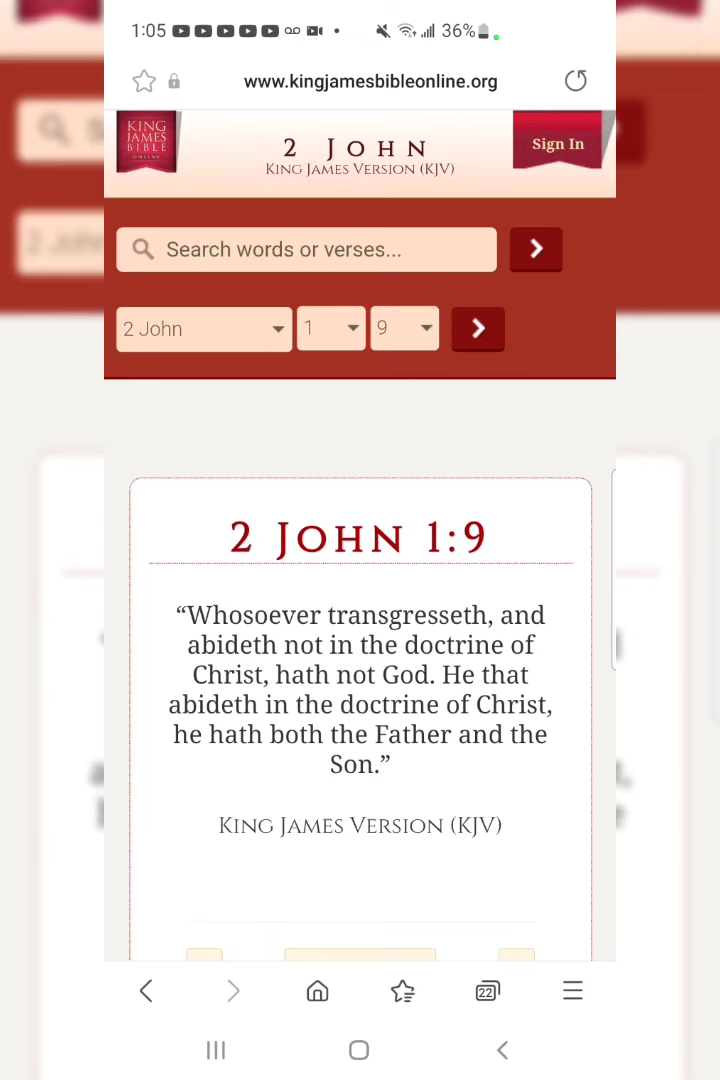 1:05
36%
www.kingjamesbibleonline.org
KING
JAMES
BIBLE
ONLINE
2 JOHN
KING JAMES VERSION (KJV)
Sign In
Search words or verses...
2 John 1 9
2 JOHN 1:9
“Whosoever transgresseth, and
abideth not in the doctrine of
Christ, hath not God. He that
abideth in the doctrine of Christ,
he hath both the Father and the
Son.”
KING JAMES VERSION (KJV)
22